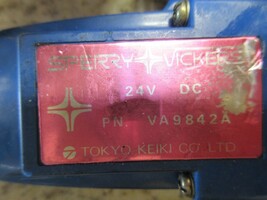 SPERRY VICKERS
24V DC
PN. VA9842A
TOKYO KEIKI CO. LTD.